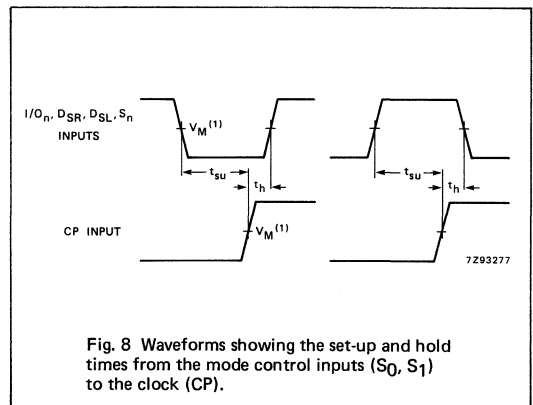 I/On, DSR, DSL, Sn
INPUTS
VM(1)
tsu
th
tsu
th
CP INPUT
VM(1)
7Z93277
Fig. 8 Waveforms showing the set-up and hold
times from the mode control inputs (S0, S1)
to the clock (CP).